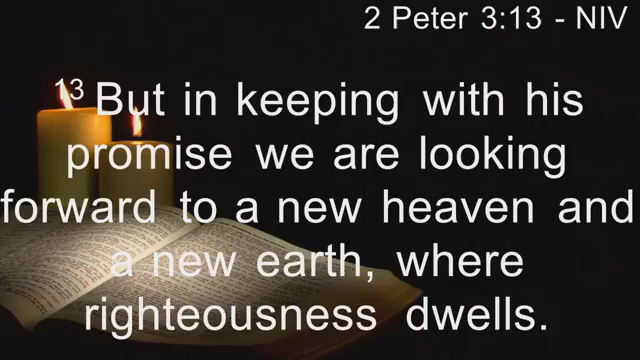 2 Peter 3:13 - NIV
13 But in keeping with his
promise we are looking
forward to a new heaven and
a new earth, where
righteousness dwells.